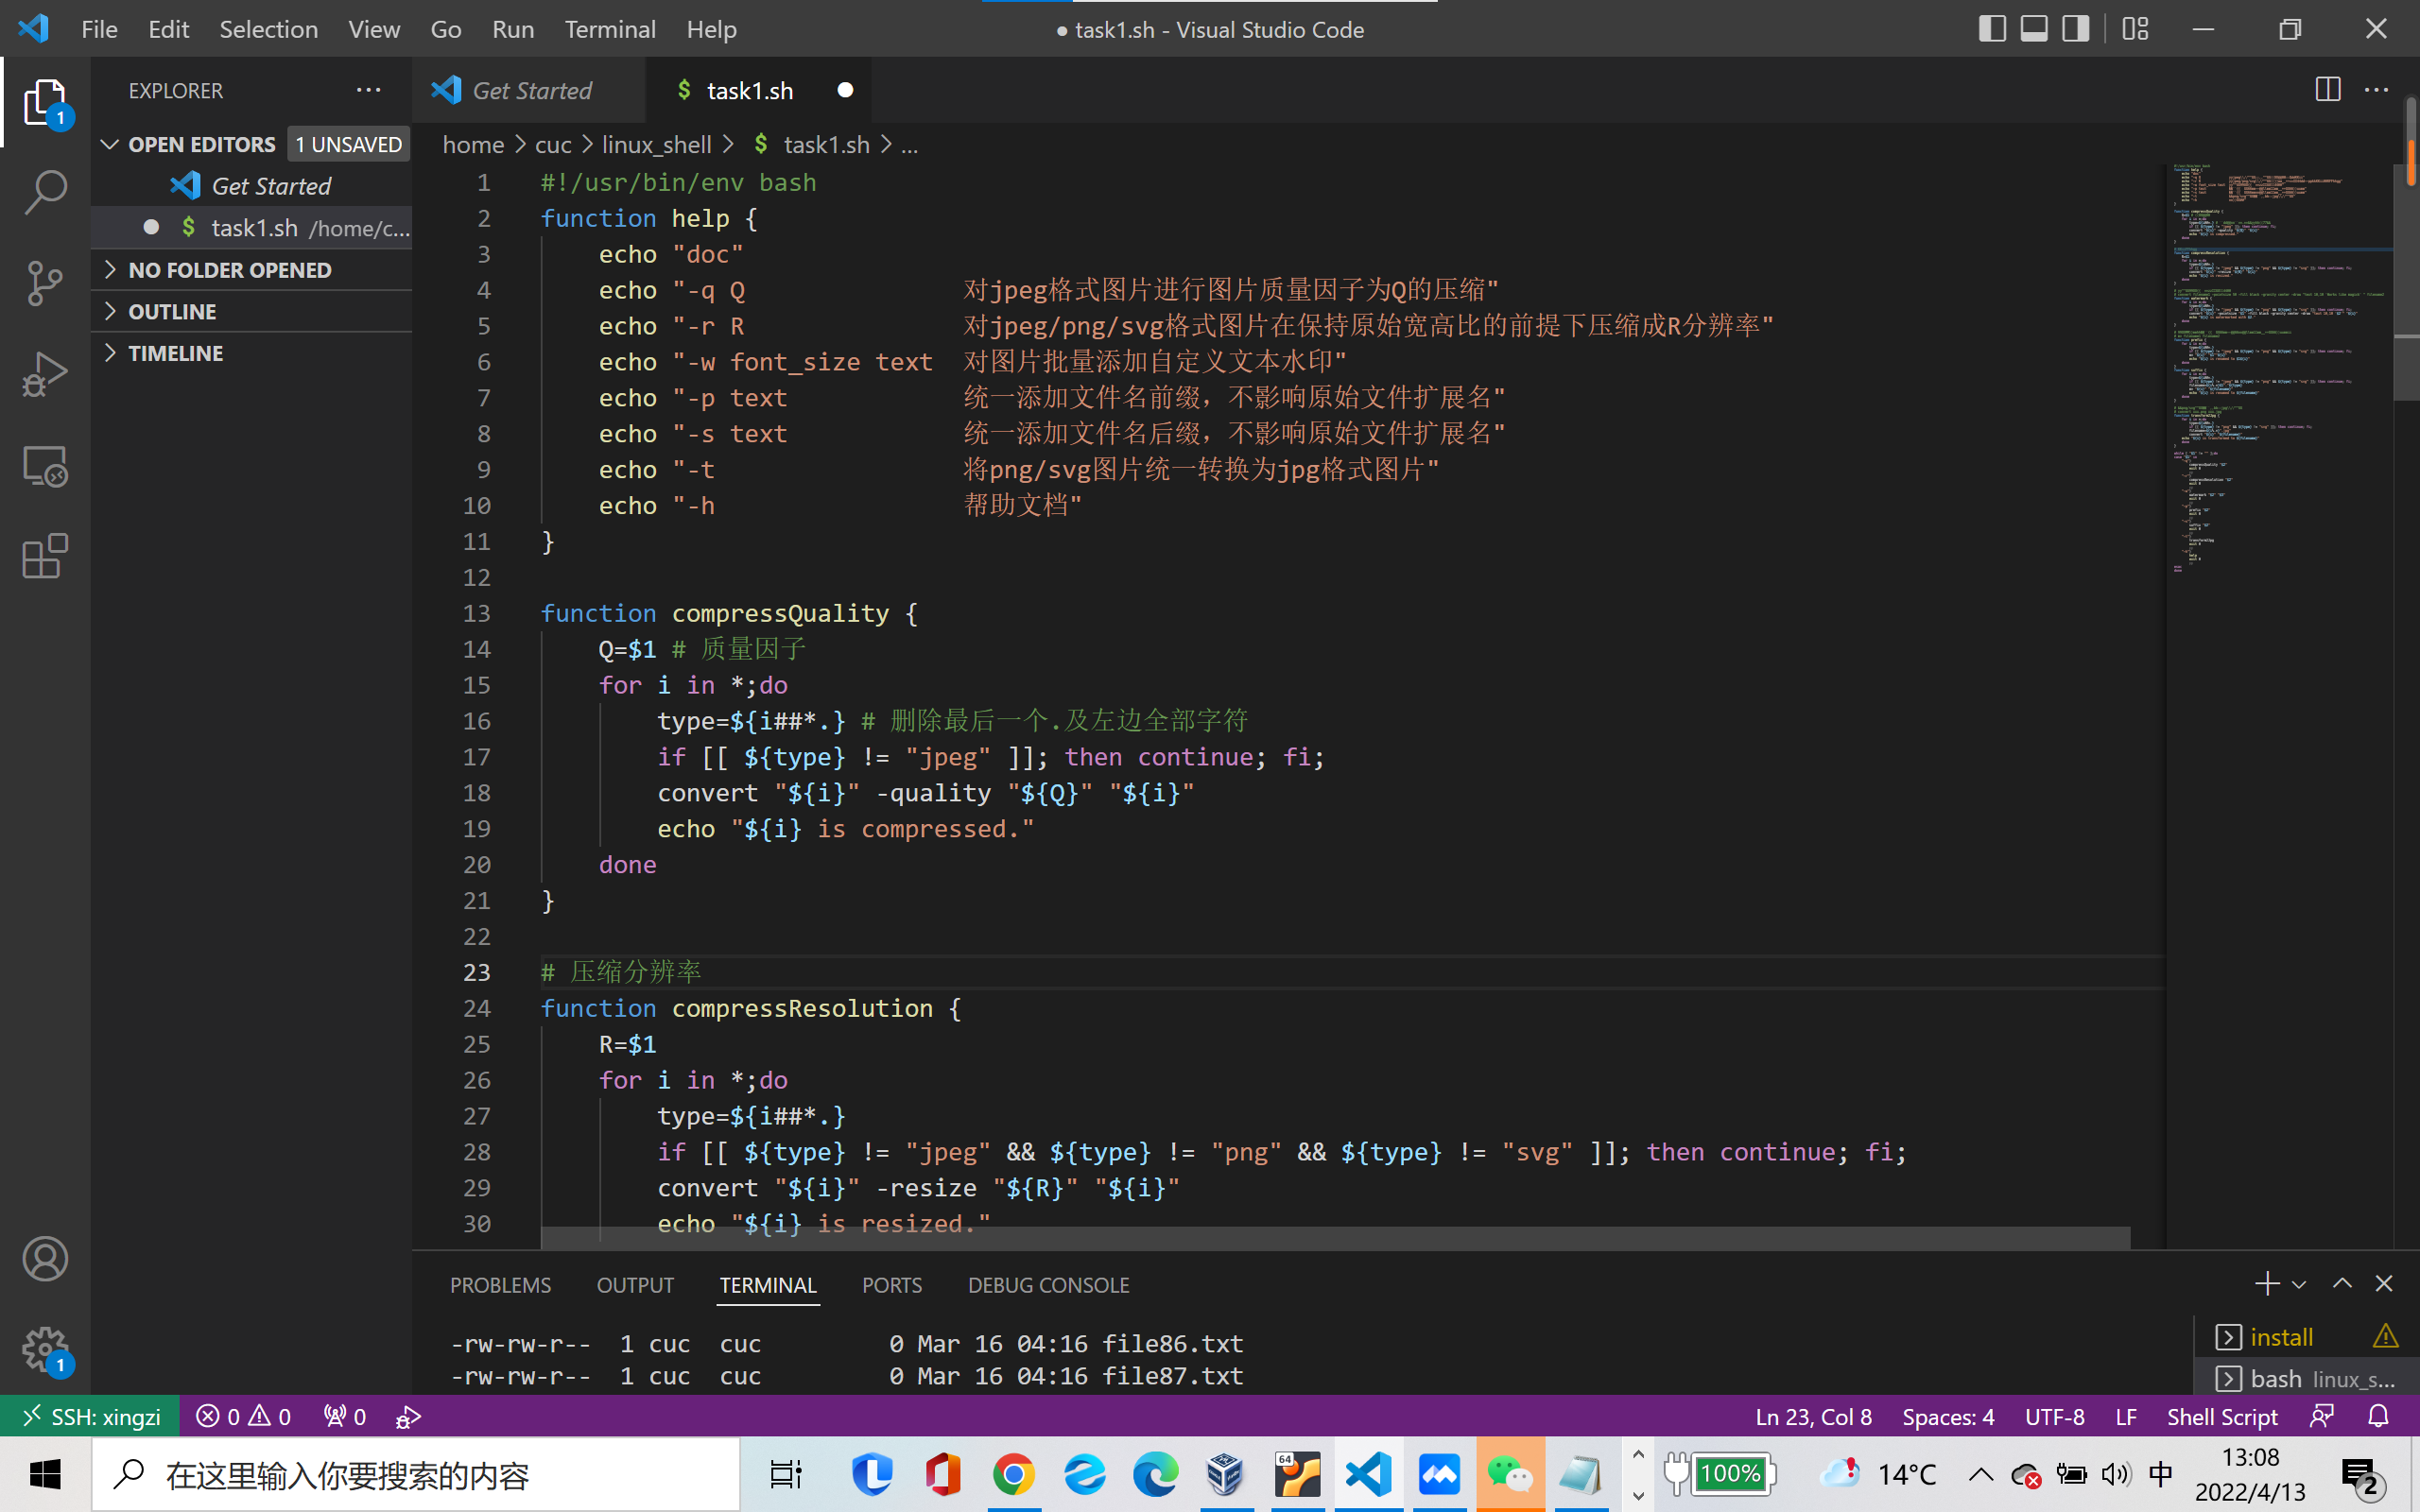 File Edit Selection View Go Run Terminal Help
● task1.sh - Visual Studio Code
EXPLORER
OPEN EDITORS 1 UNSAVED
Get Started
task1.sh /home/c...
NO FOLDER OPENED
OUTLINE
TIMELINE
Get Started
$ task1.sh
home > cuc > linux_shell > $ task1.sh > ...
1 #!/usr/bin/env bash
2 function help {
3 echo "doc"
4 echo "-q Q 对jpeg格式图片进行图片质量因子为Q的压缩"
5 echo "-r R 对jpeg/png/svg格式图片在保持原始宽高比的前提下压缩成R分辨率"
6 echo "-w font_size text 对图片批量添加自定义文本水印"
7 echo "-p text 统一添加文件名前缀，不影响原始文件扩展名"
8 echo "-s text 统一添加文件名后缀，不影响原始文件扩展名"
9 echo "-t 将png/svg图片统一转换为jpg格式图片"
10 echo "-h 帮助文档"
11 }
12
13 function compressQuality {
14 Q=$1 # 质量因子
15 for i in *;do
16 type=${i##*.} # 删除最后一个.及左边全部字符
17 if [[ ${type} != "jpeg" ]]; then continue; fi;
18 convert "${i}" -quality "${Q}" "${i}"
19 echo "${i} is compressed."
20 done
21 }
22
23 # 压缩分辨率
24 function compressResolution {
25 R=$1
26 for i in *;do
27 type=${i##*.}
28 if [[ ${type} != "jpeg" && ${type} != "png" && ${type} != "svg" ]]; then continue; fi;
29 convert "${i}" -resize "${R}" "${i}"
30 echo "${i} is resized."
PROBLEMS OUTPUT TERMINAL PORTS DEBUG CONSOLE
-rw-rw-r-- 1 cuc cuc 0 Mar 16 04:16 file86.txt
-rw-rw-r-- 1 cuc cuc 0 Mar 16 04:16 file87.txt
install
bash linux_s...
SSH: xingzi 0 0 0
Ln 23, Col 8 Spaces: 4 UTF-8 LF Shell Script
在这里输入你要搜索的内容
64
100%
14°C
中
13:08
2022/4/13
2